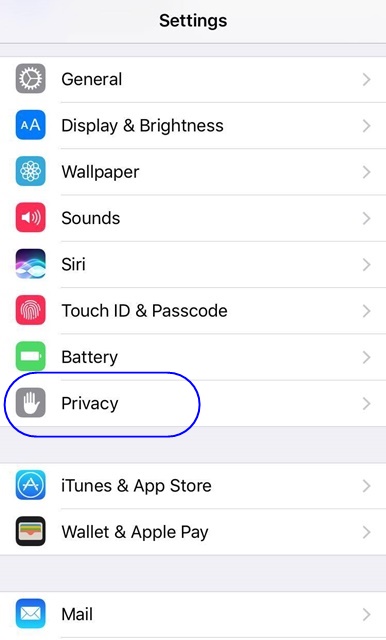 Settings
General
AA Display & Brightness
Wallpaper
Sounds
Siri
Touch ID & Passcode
Battery
Privacy
iTunes & App Store
Wallet & Apple Pay
Mail